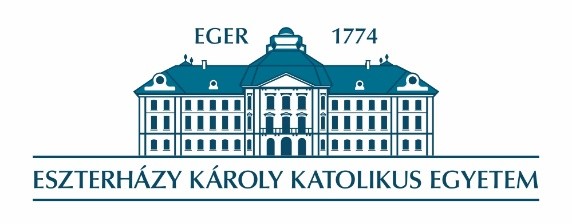 EGER 1774
ESZTERHÁZY KÁROLY KATOLIKUS EGYETEM